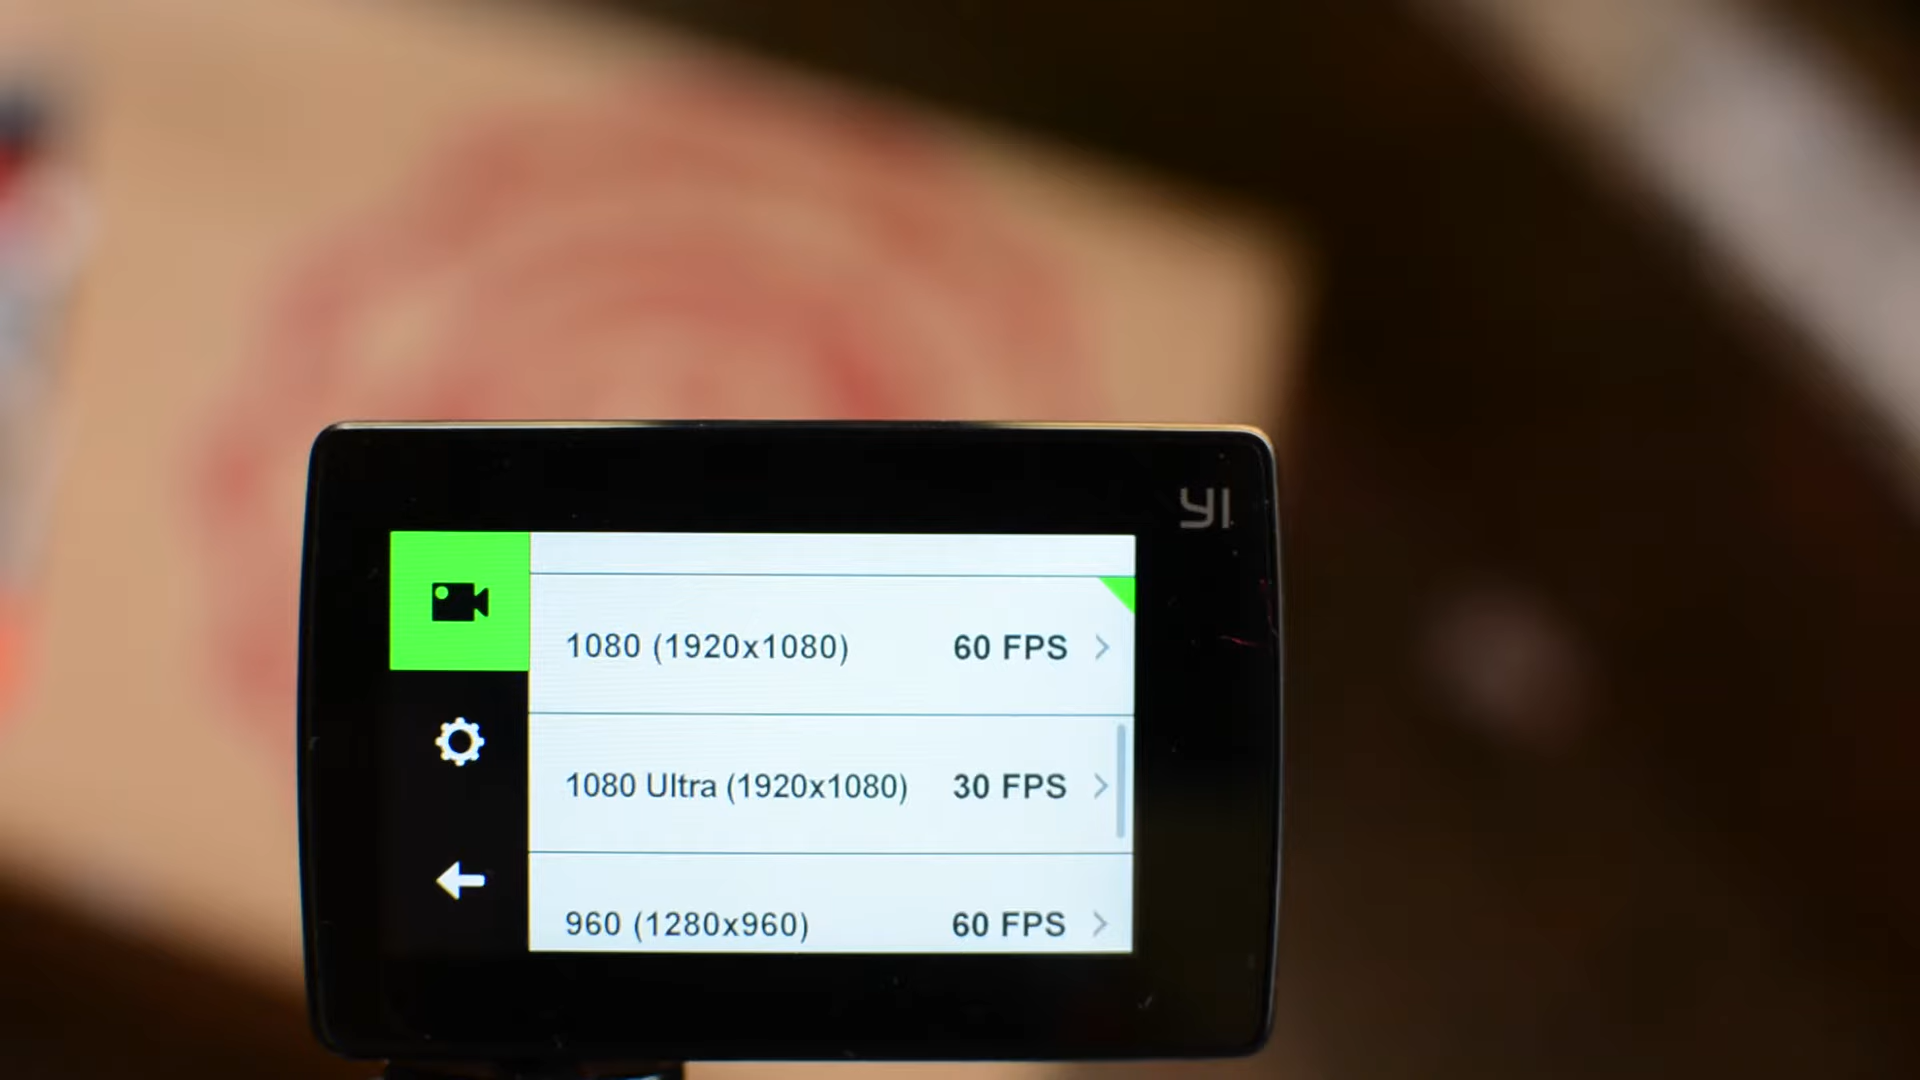 YI
1080 (1920x1080) 60 FPS
1080 Ultra (1920x1080) 30 FPS
960 (1280x960) 60 FPS